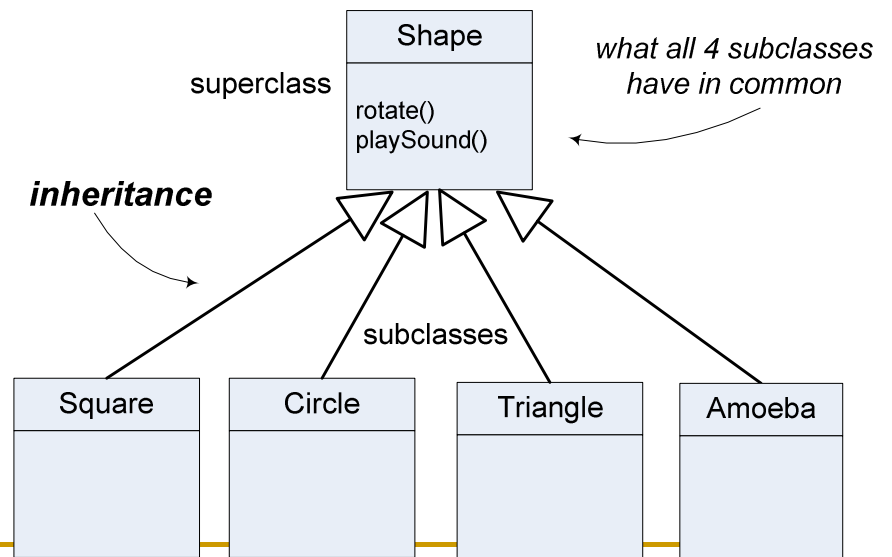 Shape
what all 4 subclasses
have in common
superclass
rotate()
playSound()
inheritance
subclasses
Square
Circle
Triangle
Amoeba